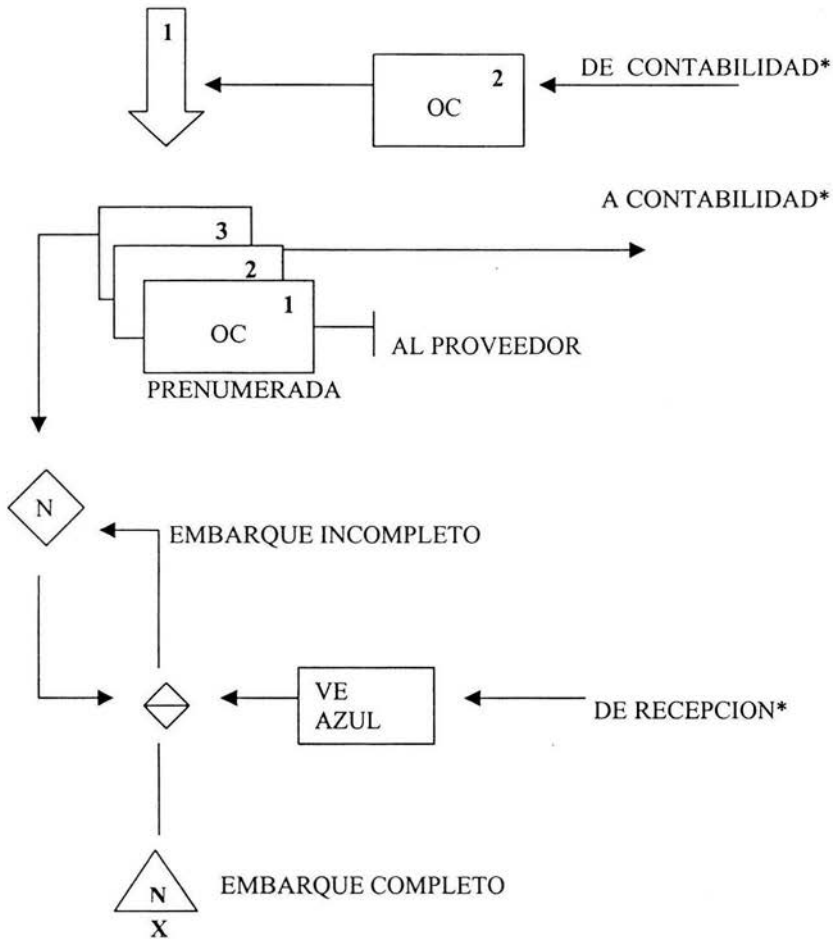 1
2
OC
DE CONTABILIDAD*
A CONTABILIDAD*
3
2
1
OC
AL PROVEEDOR
PRENUMERADA
N
EMBARQUE INCOMPLETO
VE
AZUL
DE RECEPCION*
N
EMBARQUE COMPLETO
X